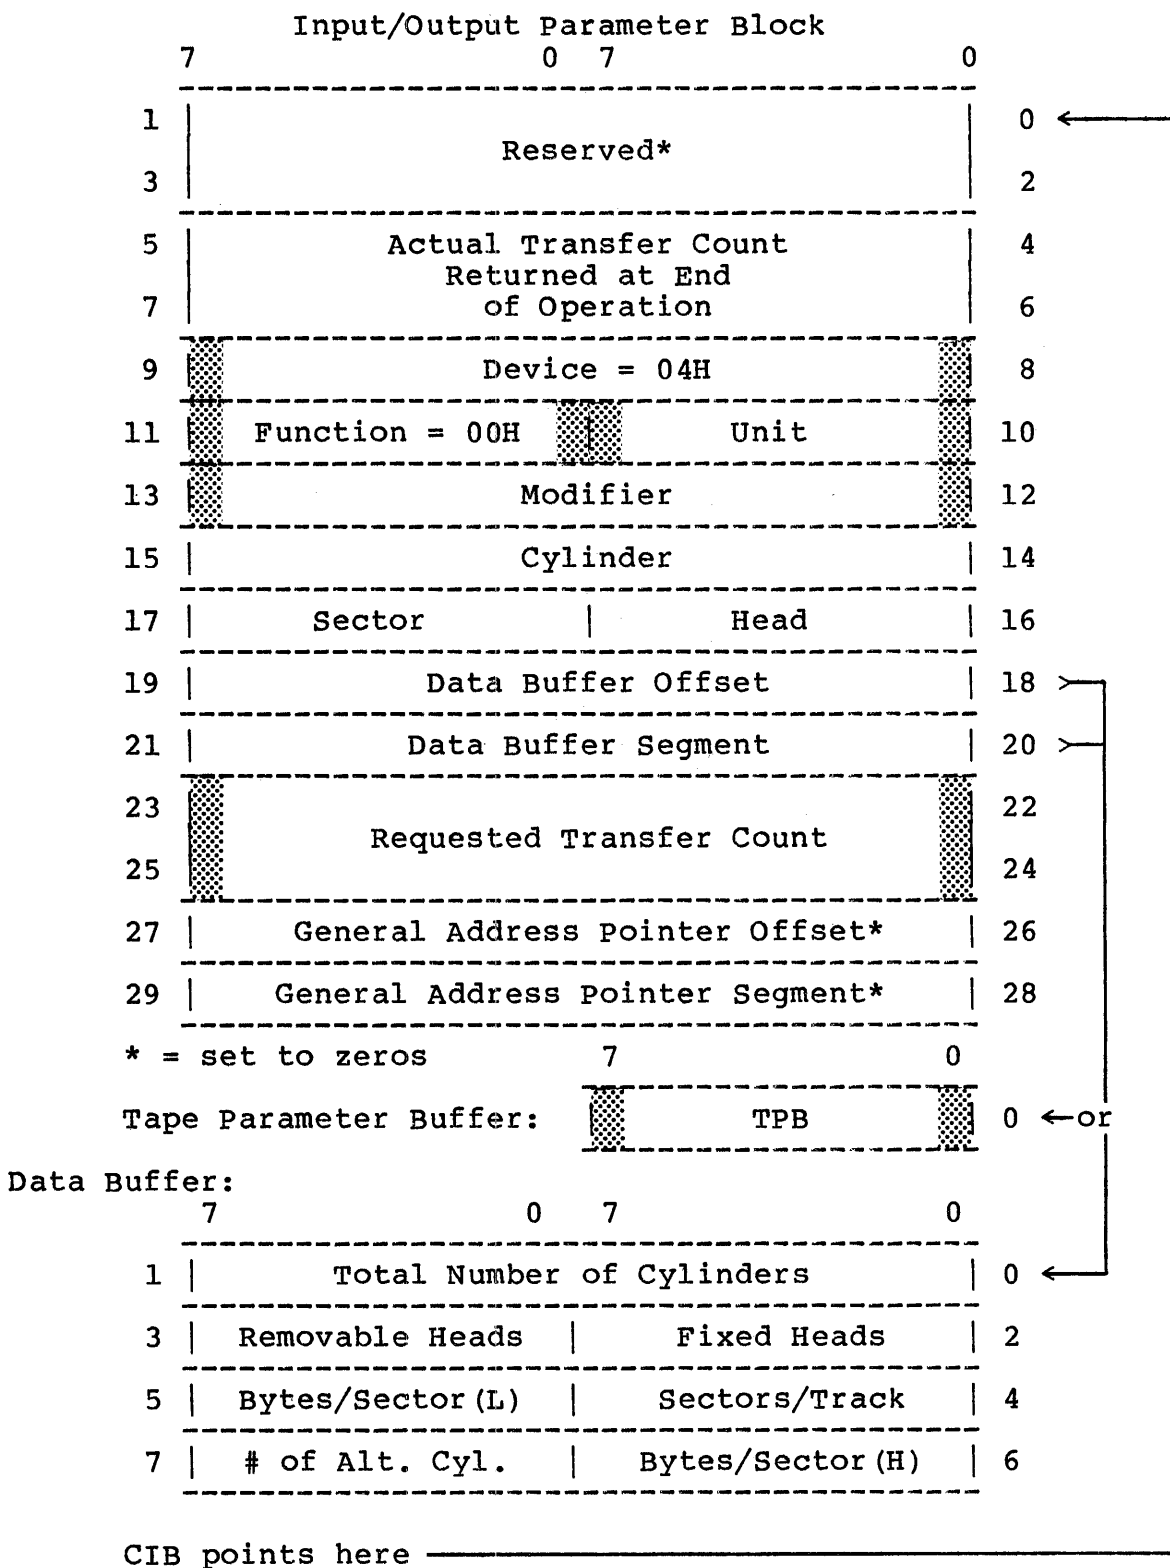 Input/Output Parameter Block
7 0 7 0
1 0
Reserved*
3 2
5 Actual Transfer Count 4
Returned at End
7 of Operation 6
9 Device = 04H 8
11 Function = 00H Unit 10
13 Modifier 12
15 Cylinder 14
17 Sector Head 16
19 Data Buffer Offset 18
21 Data Buffer Segment 20
23 22
Requested Transfer Count
25 24
27 General Address Pointer Offset* 26
29 General Address Pointer Segment* 28
* = set to zeros 7 0
Tape Parameter Buffer: TPB 0 or
Data Buffer:
7 0 7 0
1 Total Number of Cylinders 0
3 Removable Heads Fixed Heads 2
5 Bytes/Sector(L) Sectors/Track 4
7 # of Alt. Cyl. Bytes/Sector(H) 6
CIB points here